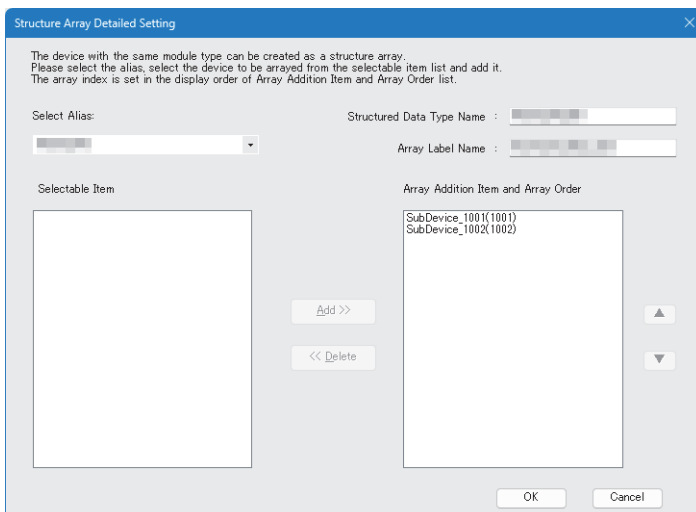 Structure Array Detailed Setting
The device with the same module type can be created as a structure array.
Please select the alias, select the device to be arrayed from the selectable item list and add it.
The array index is set in the display order of Array Addition Item and Array Order list.
Select Alias:
Structured Data Type Name :
Array Label Name :
Selectable Item
Array Addition Item and Array Order
SubDevice_1001(1001)
SubDevice_1002(1002)
Add >>
<< Delete
▲
▼
OK
Cancel